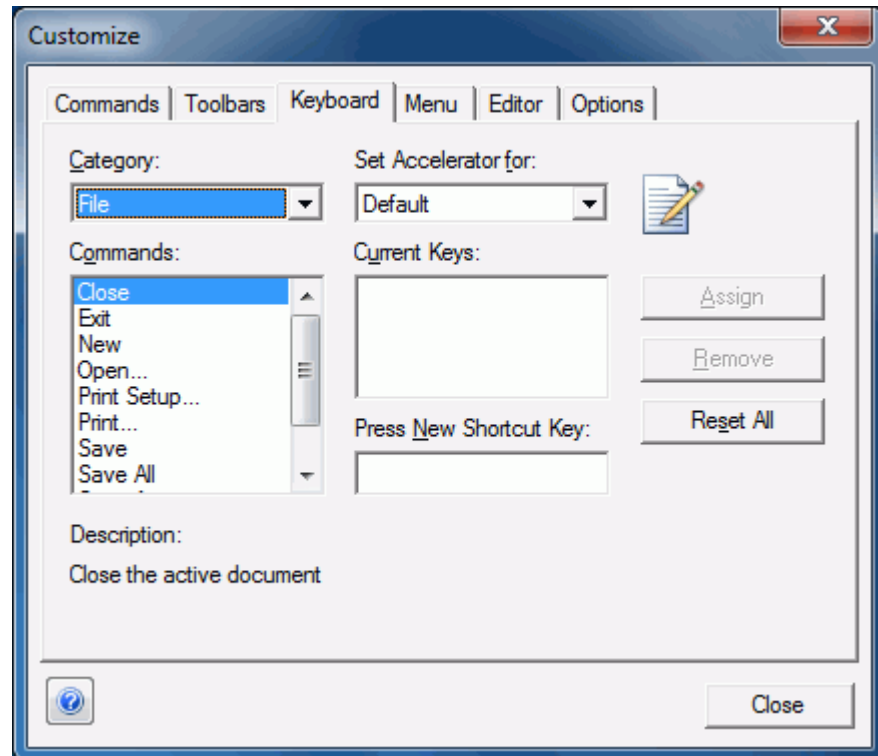 Customize
Commands Toolbars Keyboard Menu Editor Options
Category:
File
Commands:
Close
Exit
New
Open...
Print Setup...
Print...
Save
Save All
Set Accelerator for:
Default
Current Keys:
Press New Shortcut Key:
Assign
Remove
Reset All
Description:
Close the active document
Close